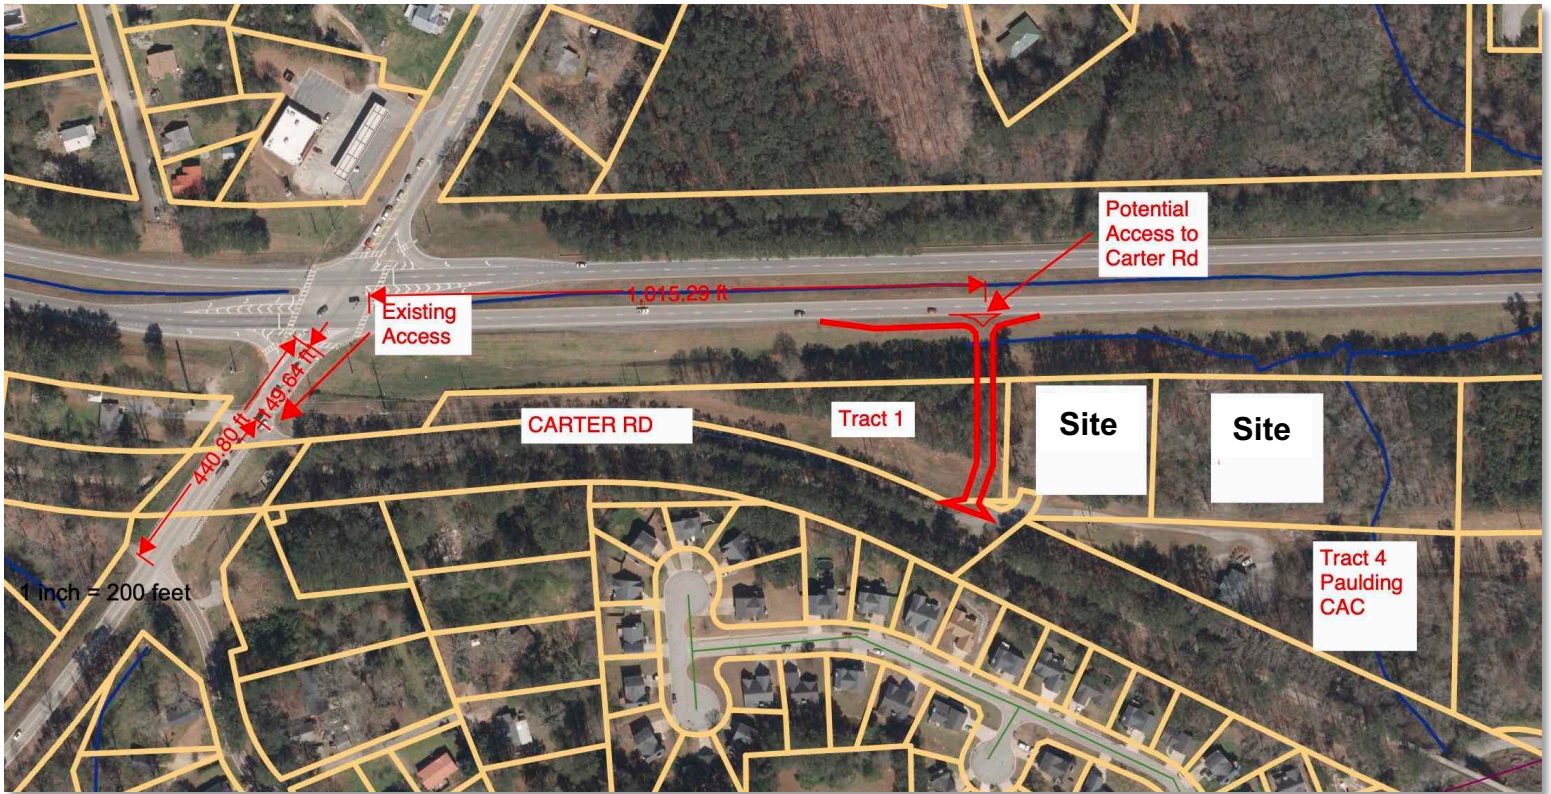 Potential
Access to
Carter Rd
1,015.29 ft
Existing
Access
149.64 ft
440.80 ft
CARTER RD
Tract 1
Site
Site
Tract 4
Paulding
CAC
1 inch = 200 feet